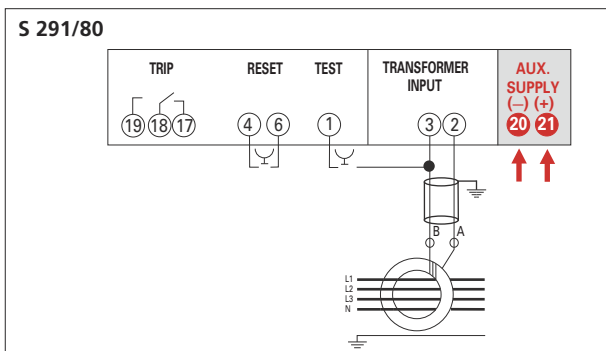 S 291/80
TRIP RESET TEST TRANSFORMER INPUT AUX. SUPPLY
(–) (+)
19 18 17 4 6 1 3 2 20 21
B A
L1
L2
L3
N